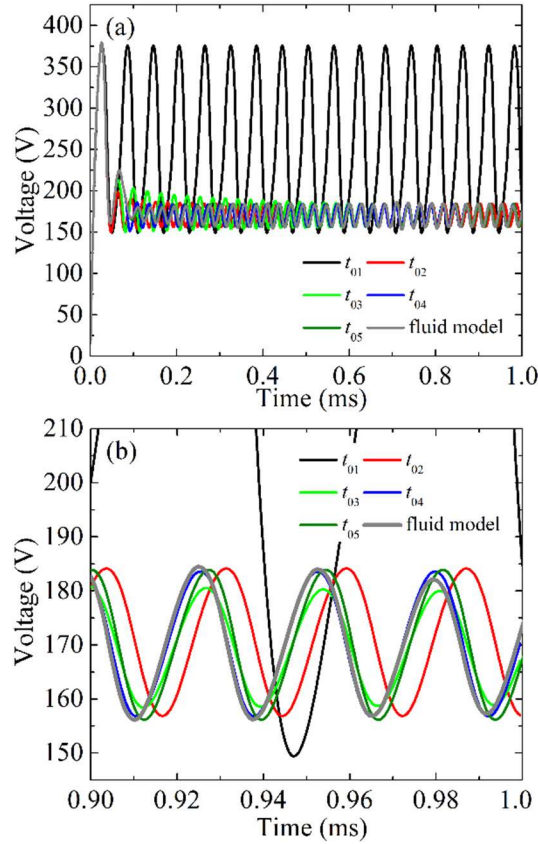 (a)
400
350
300
250
200
150
100
50
0
Voltage (V)
t01 t02
t03 t04
t05 fluid model
0.0 0.2 0.4 0.6 0.8 1.0
Time (ms)
(b)
210
200
190
180
170
160
150
Voltage (V)
t01 t02
t03 t04
t05 fluid model
0.90 0.92 0.94 0.96 0.98 1.0
Time (ms)